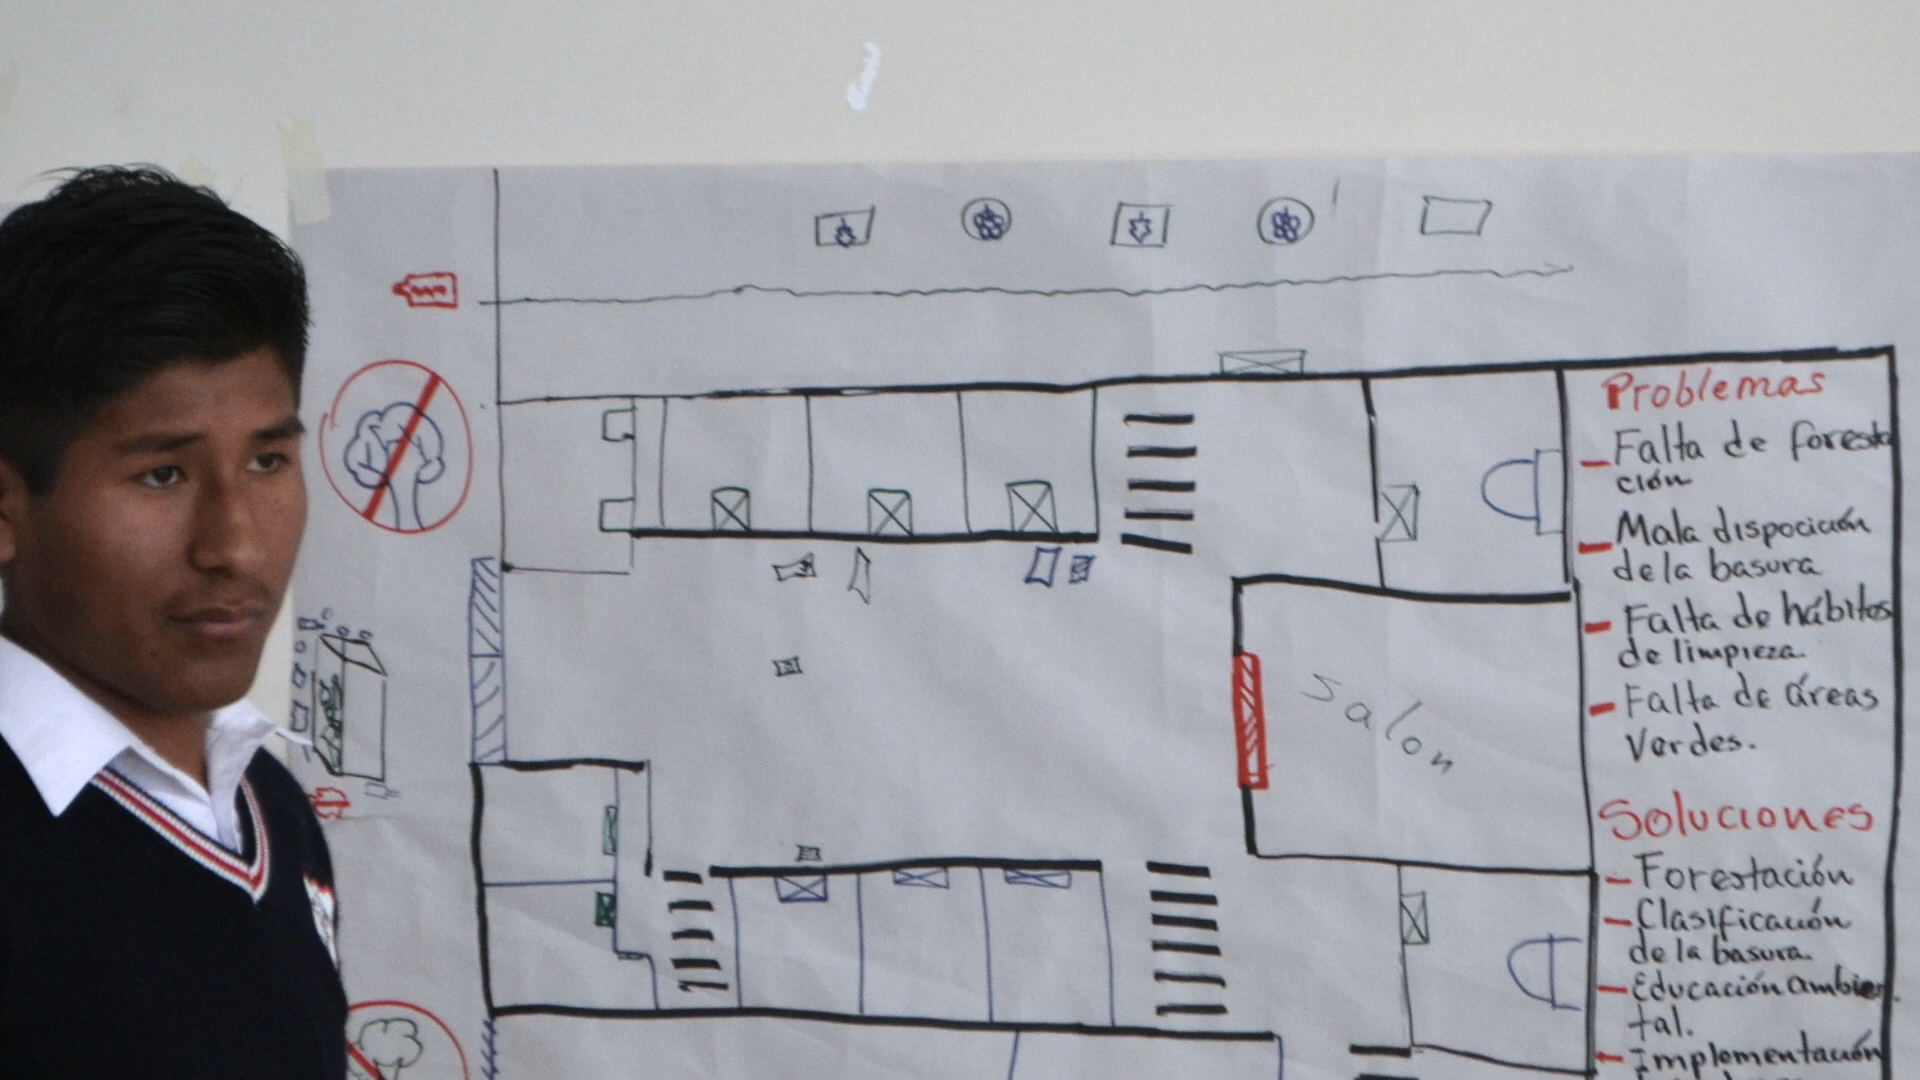 Salon
Problemas
- Falta de foresta
ción
- Mala dispocición
de la basura
- Falta de hábitos
de limpieza
- Falta de áreas
Verdes.
Soluciones
- Forestación
- Clasificación
de la basura.
- Educación ambien
tal.
- Implementación